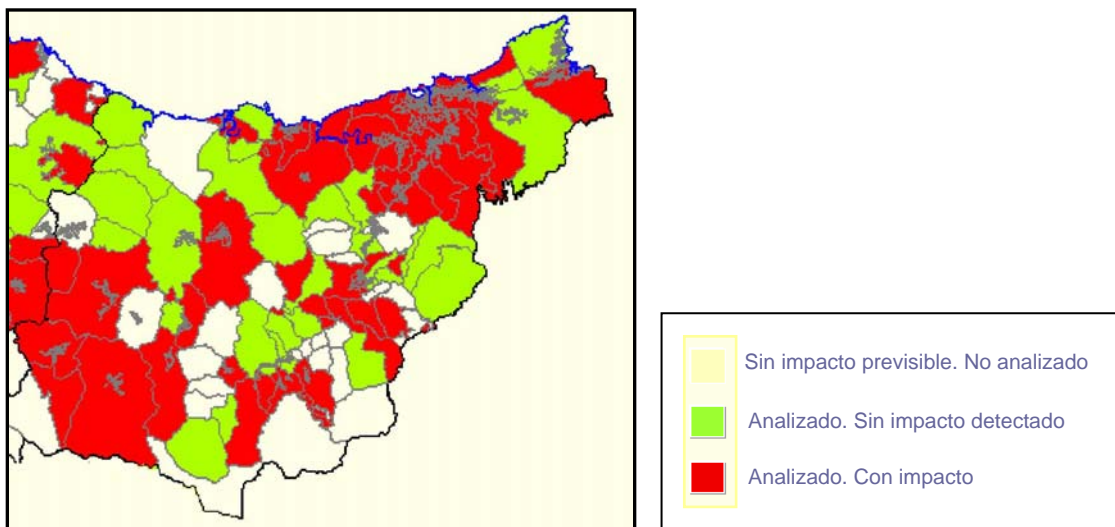 Sin impacto previsible. No analizado
Analizado. Sin impacto detectado
Analizado. Con impacto